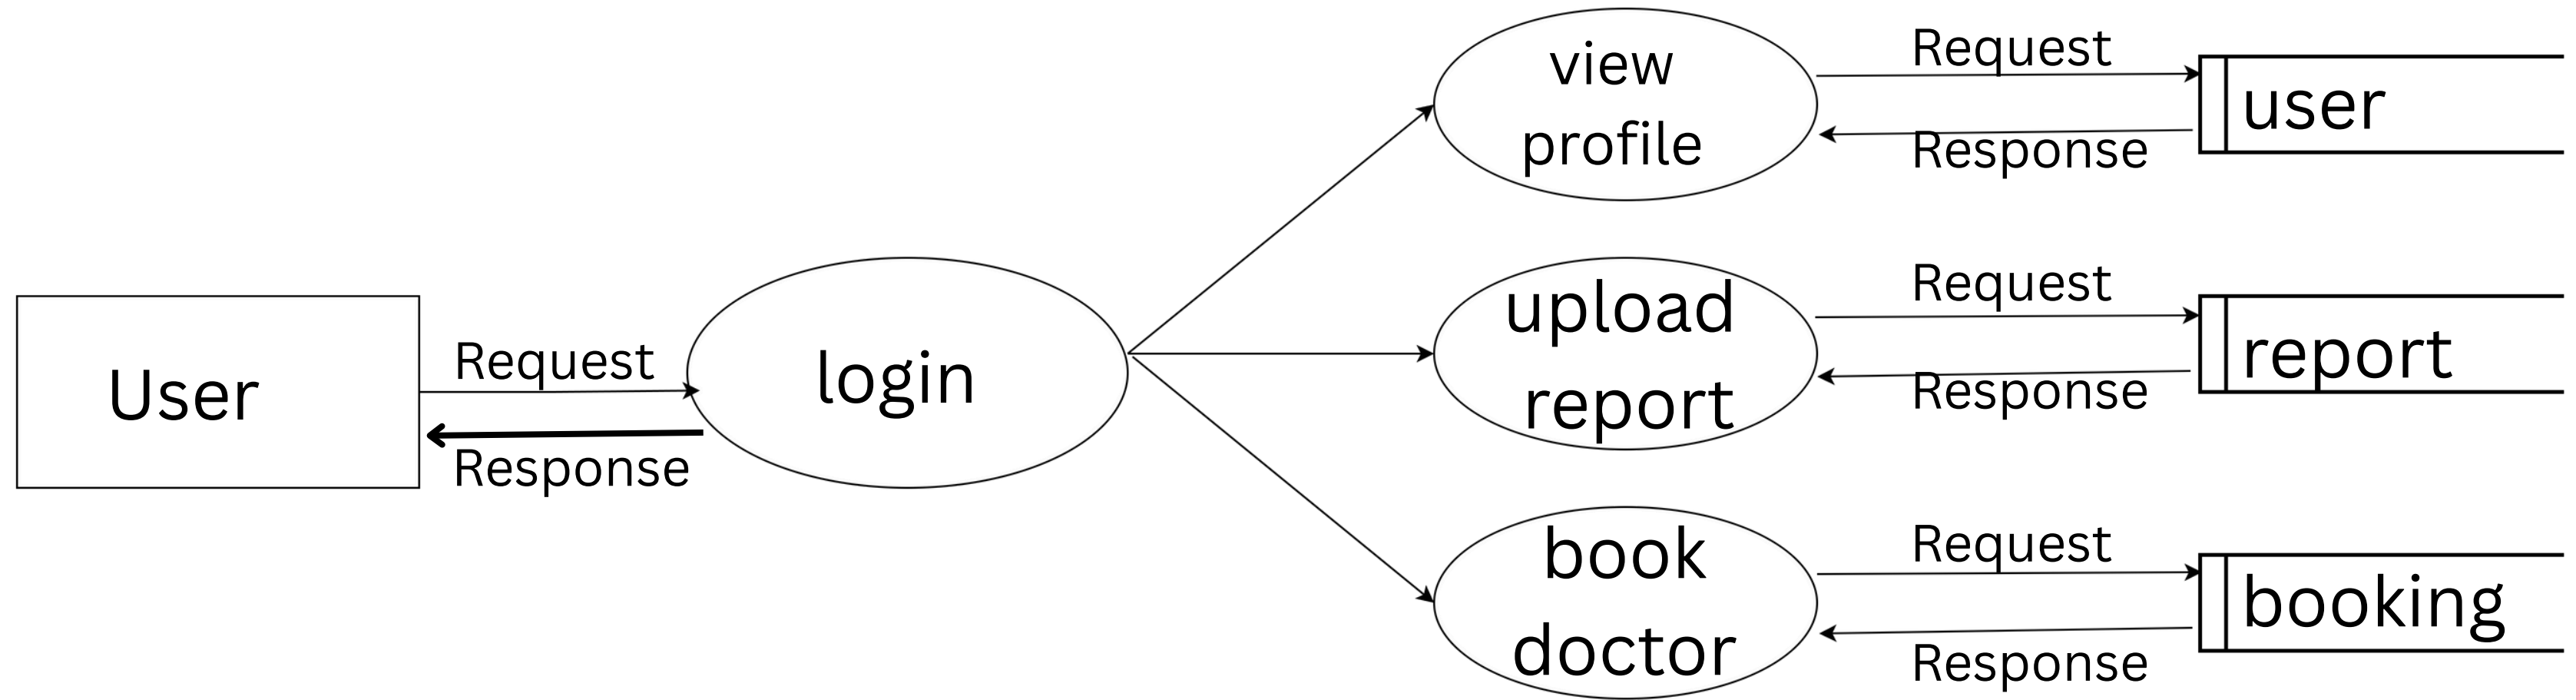 User
Request
Response
login
view
profile
Request
Response
user
upload
report
Request
Response
report
book
doctor
Request
Response
booking